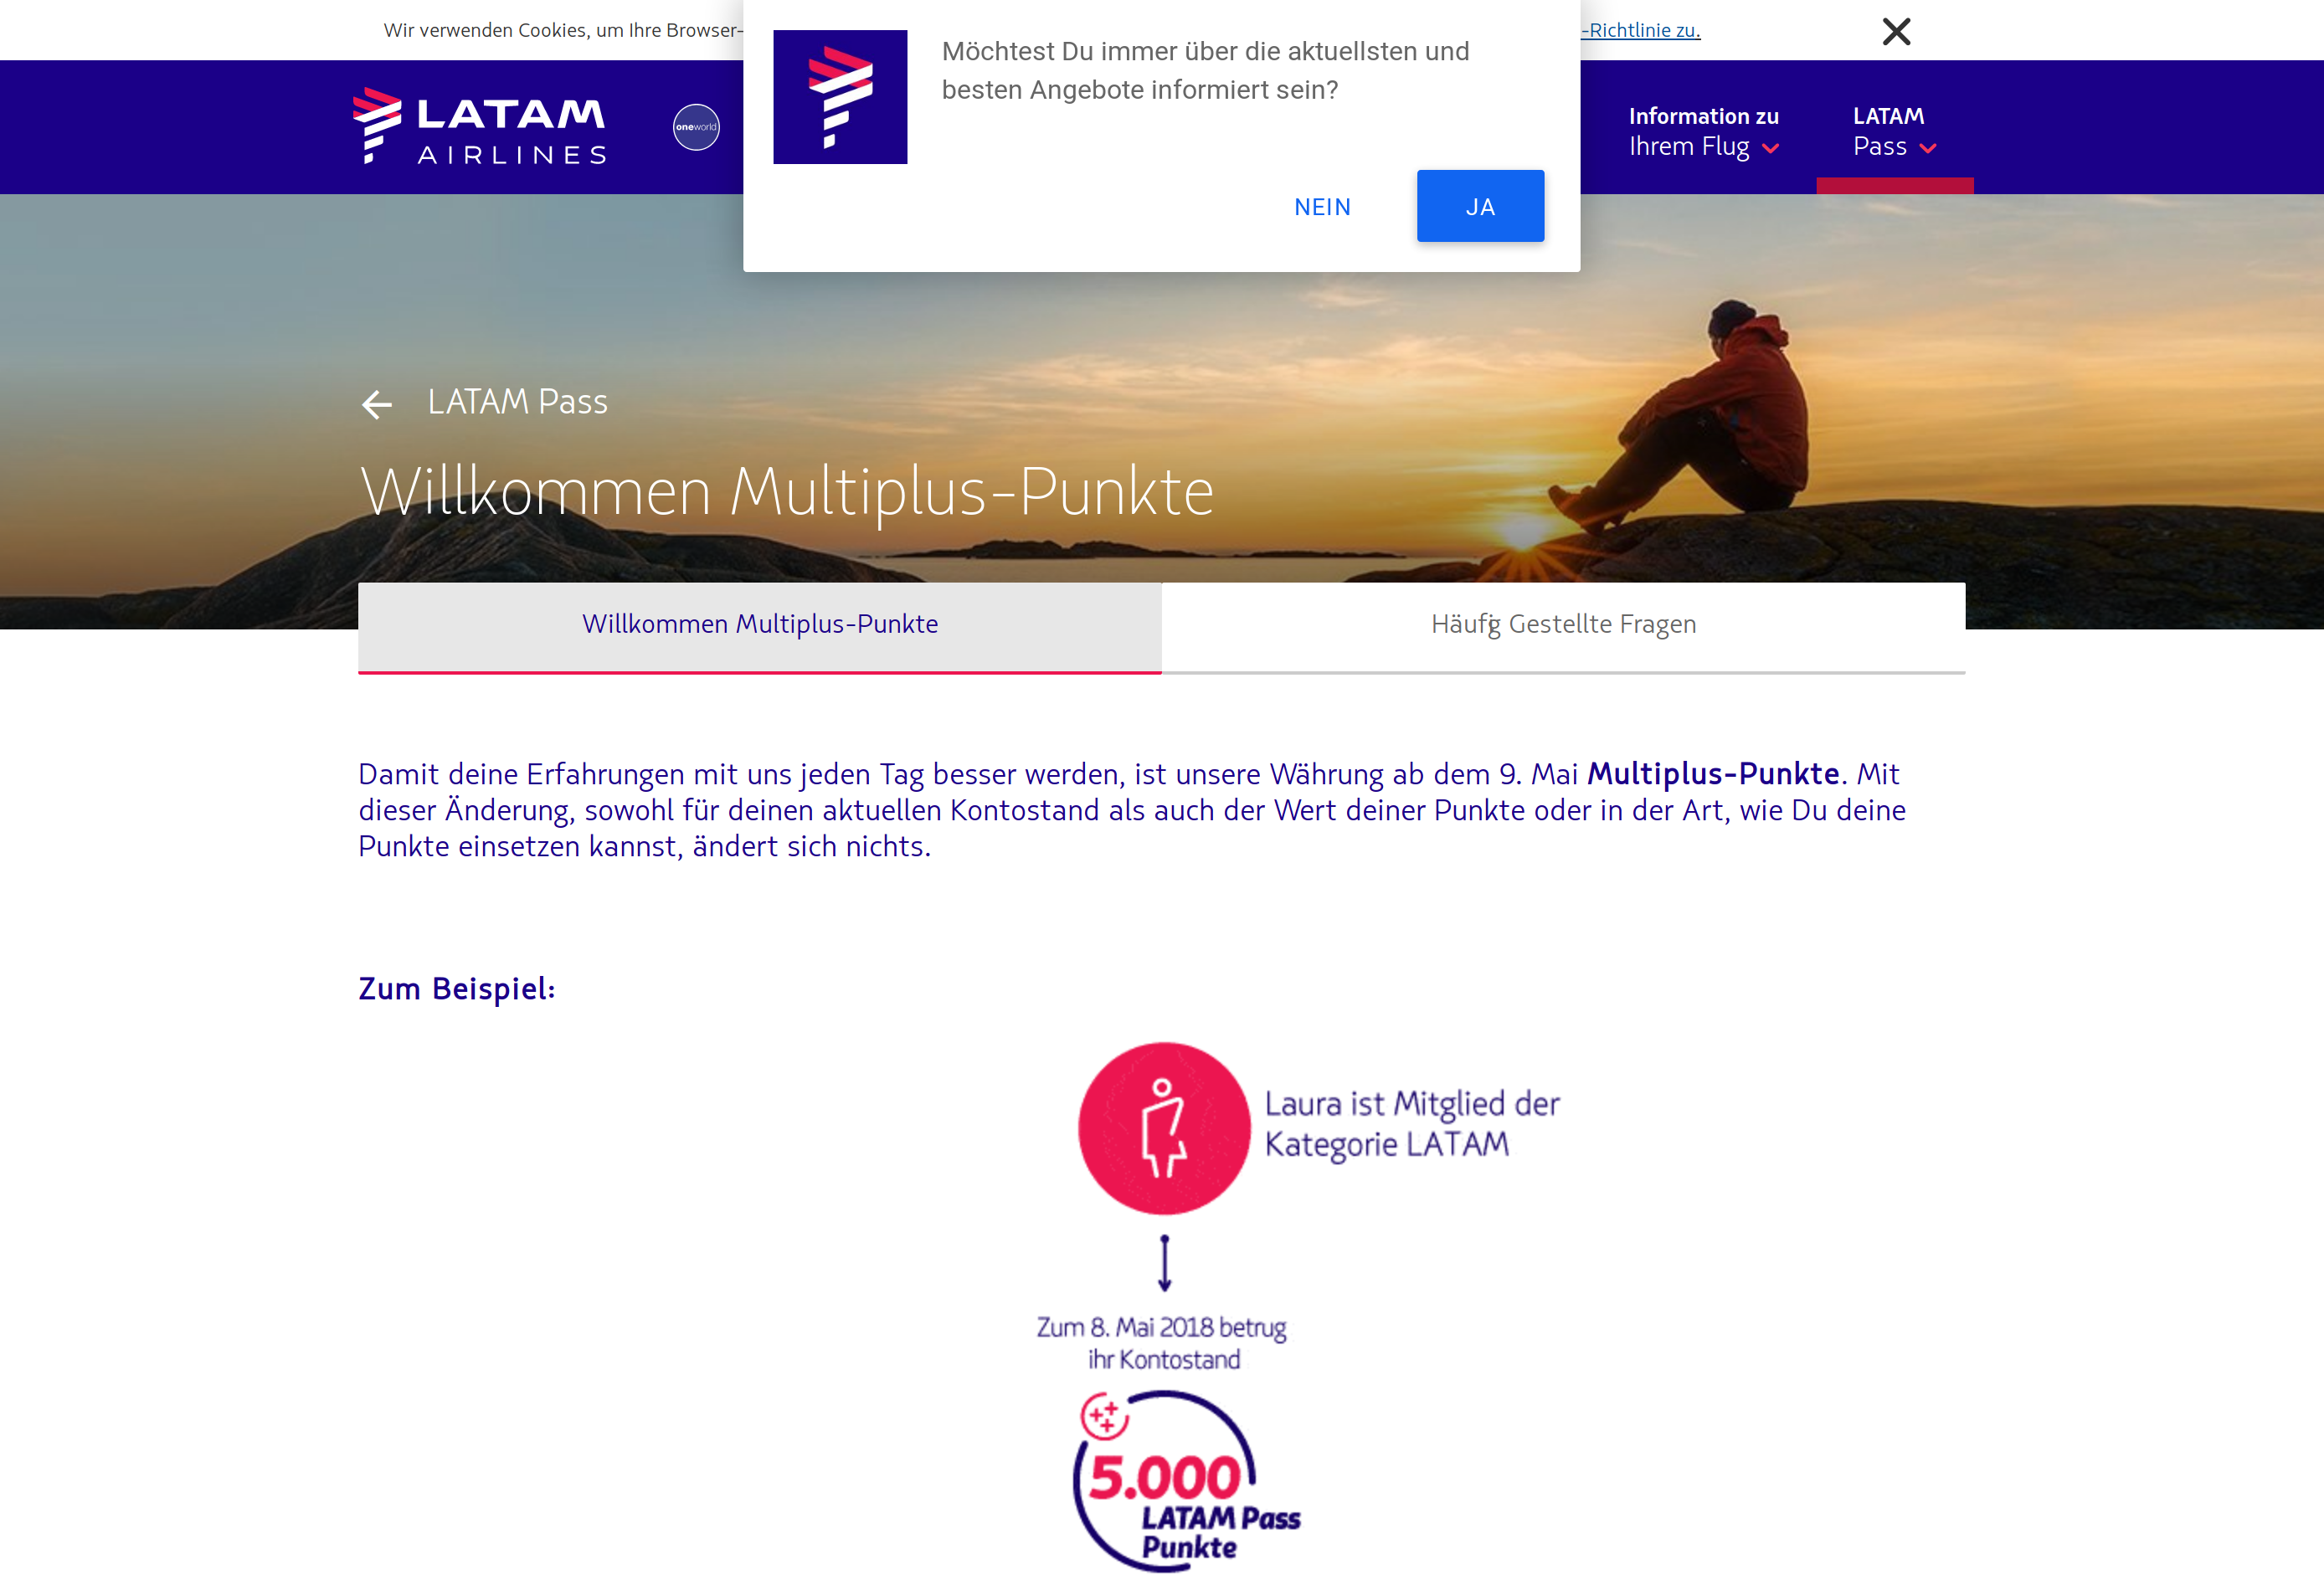 Wir verwenden Cookies, um Ihre Browser-
-Richtlinie zu.
Möchtest Du immer über die aktuellsten und
besten Angebote informiert sein?
NEIN
JA
LATAM
AIRLINES
oneworld
Information zu
Ihrem Flug
LATAM
Pass
LATAM Pass
Willkommen Multiplus-Punkte
Willkommen Multiplus-Punkte
Häufig Gestellte Fragen
Damit deine Erfahrungen mit uns jeden Tag besser werden, ist unsere Währung ab dem 9. Mai Multiplus-Punkte. Mit
dieser Änderung, sowohl für deinen aktuellen Kontostand als auch der Wert deiner Punkte oder in der Art, wie Du deine
Punkte einsetzen kannst, ändert sich nichts.
Zum Beispiel:
Laura ist Mitglied der
Kategorie LATAM
Zum 8. Mai 2018 betrug
ihr Kontostand
5.000
LATAM Pass
Punkte